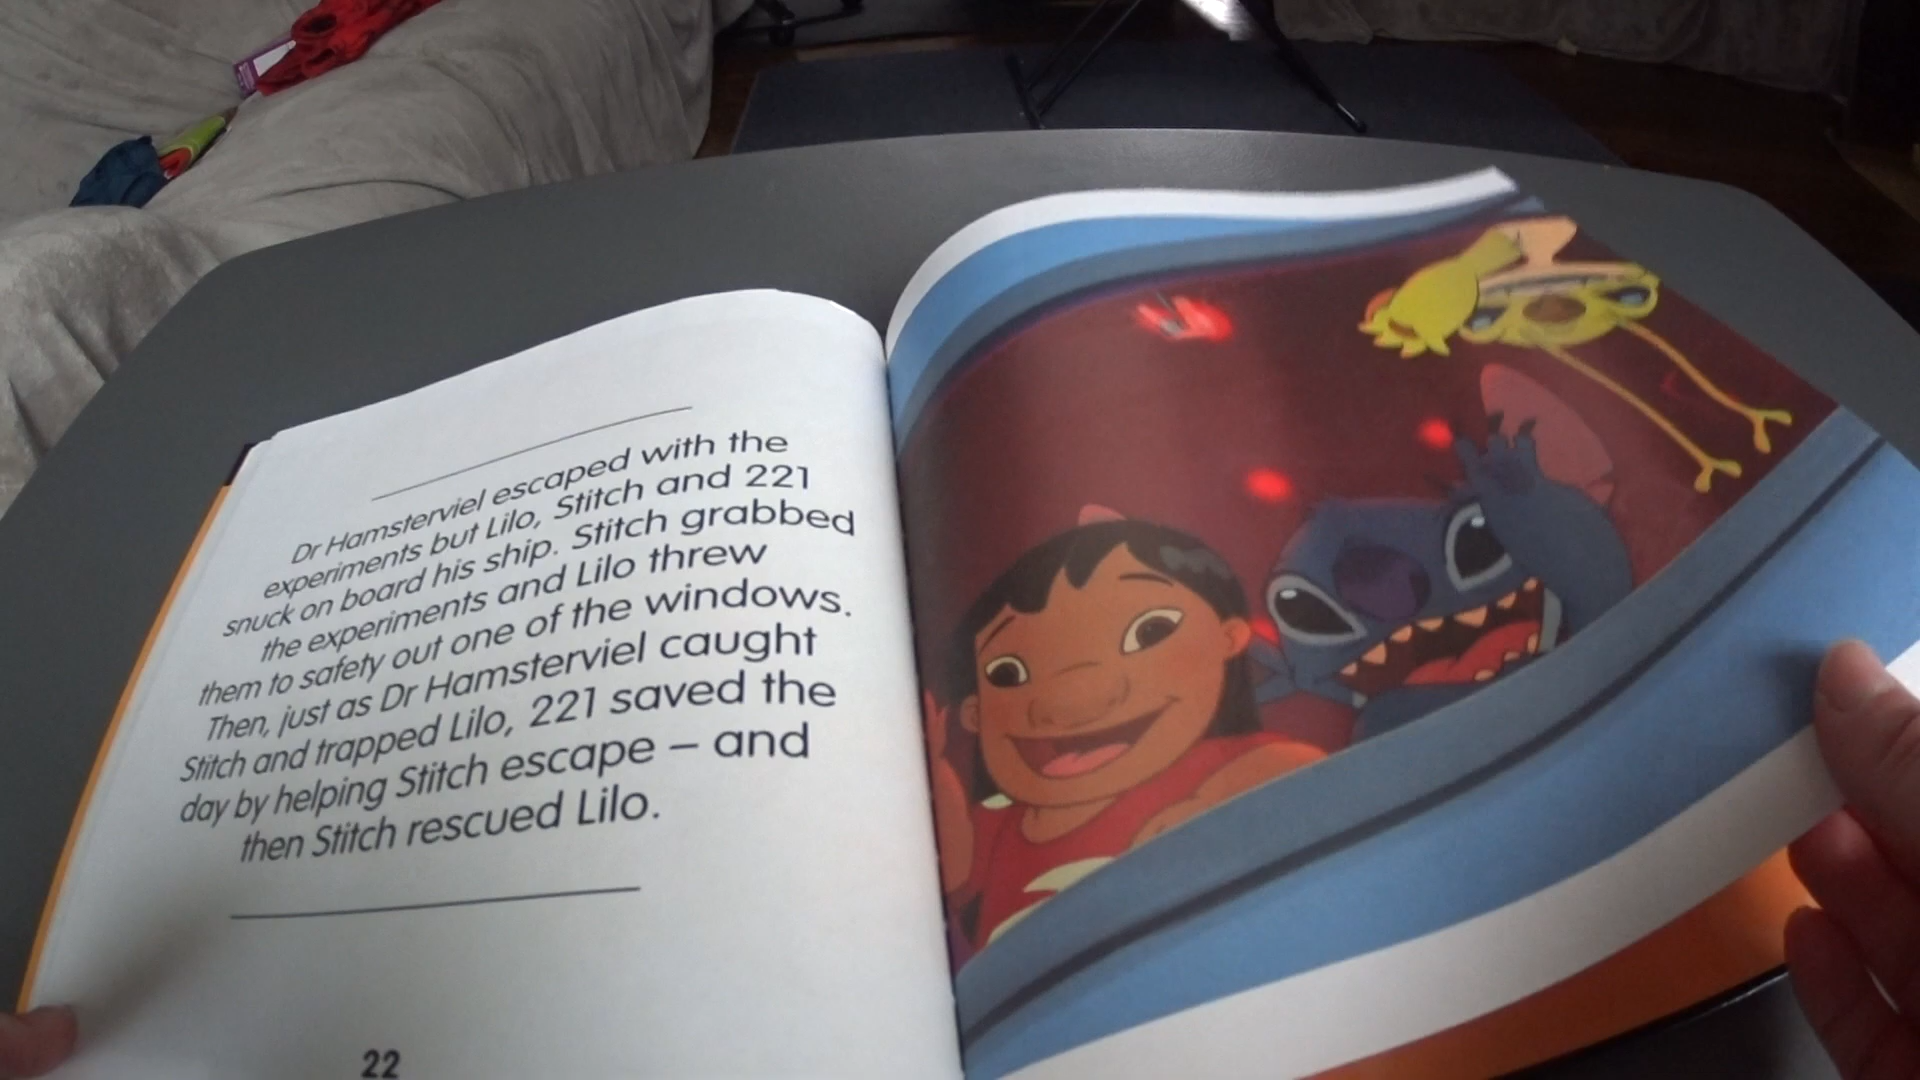 Dr Hamsterviel escaped with the
experiments but Lilo, Stitch and 221
snuck on board his ship. Stitch grabbed
the experiments and Lilo threw
them to safety out one of the windows.
Then, just as Dr Hamsterviel caught
Stitch and trapped Lilo, 221 saved the
day by helping Stitch escape – and
then Stitch rescued Lilo.
22